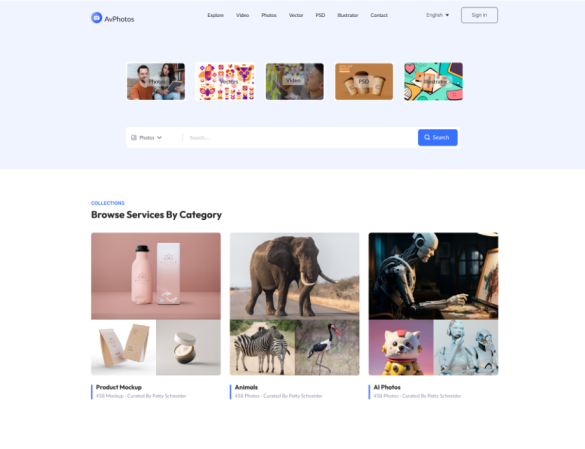 AvPhotos
Explore Video Photos Vector PSD Illustrator Contact
English
Sign In
Photos Vectors Video PSD Illustrator
Photos Search... Search
COLLECTIONS
Browse Services By Category
Product Mockup
458 Mockup - Curated By Patty Schneider
Animals
458 Photos - Curated By Patty Schneider
AI Photos
458 Photos - Curated By Patty Schneider